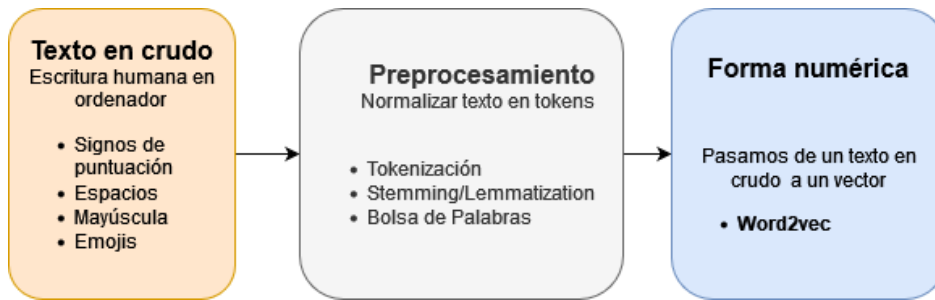 Texto en crudo
Escritura humana en
ordenador
• Signos de
puntuación
• Espacios
• Mayúscula
• Emojis
Preprocesamiento
Normalizar texto en tokens
• Tokenización
• Stemming/Lemmatization
• Bolsa de Palabras
Forma numérica
Pasamos de un texto en
crudo a un vector
• Word2vec